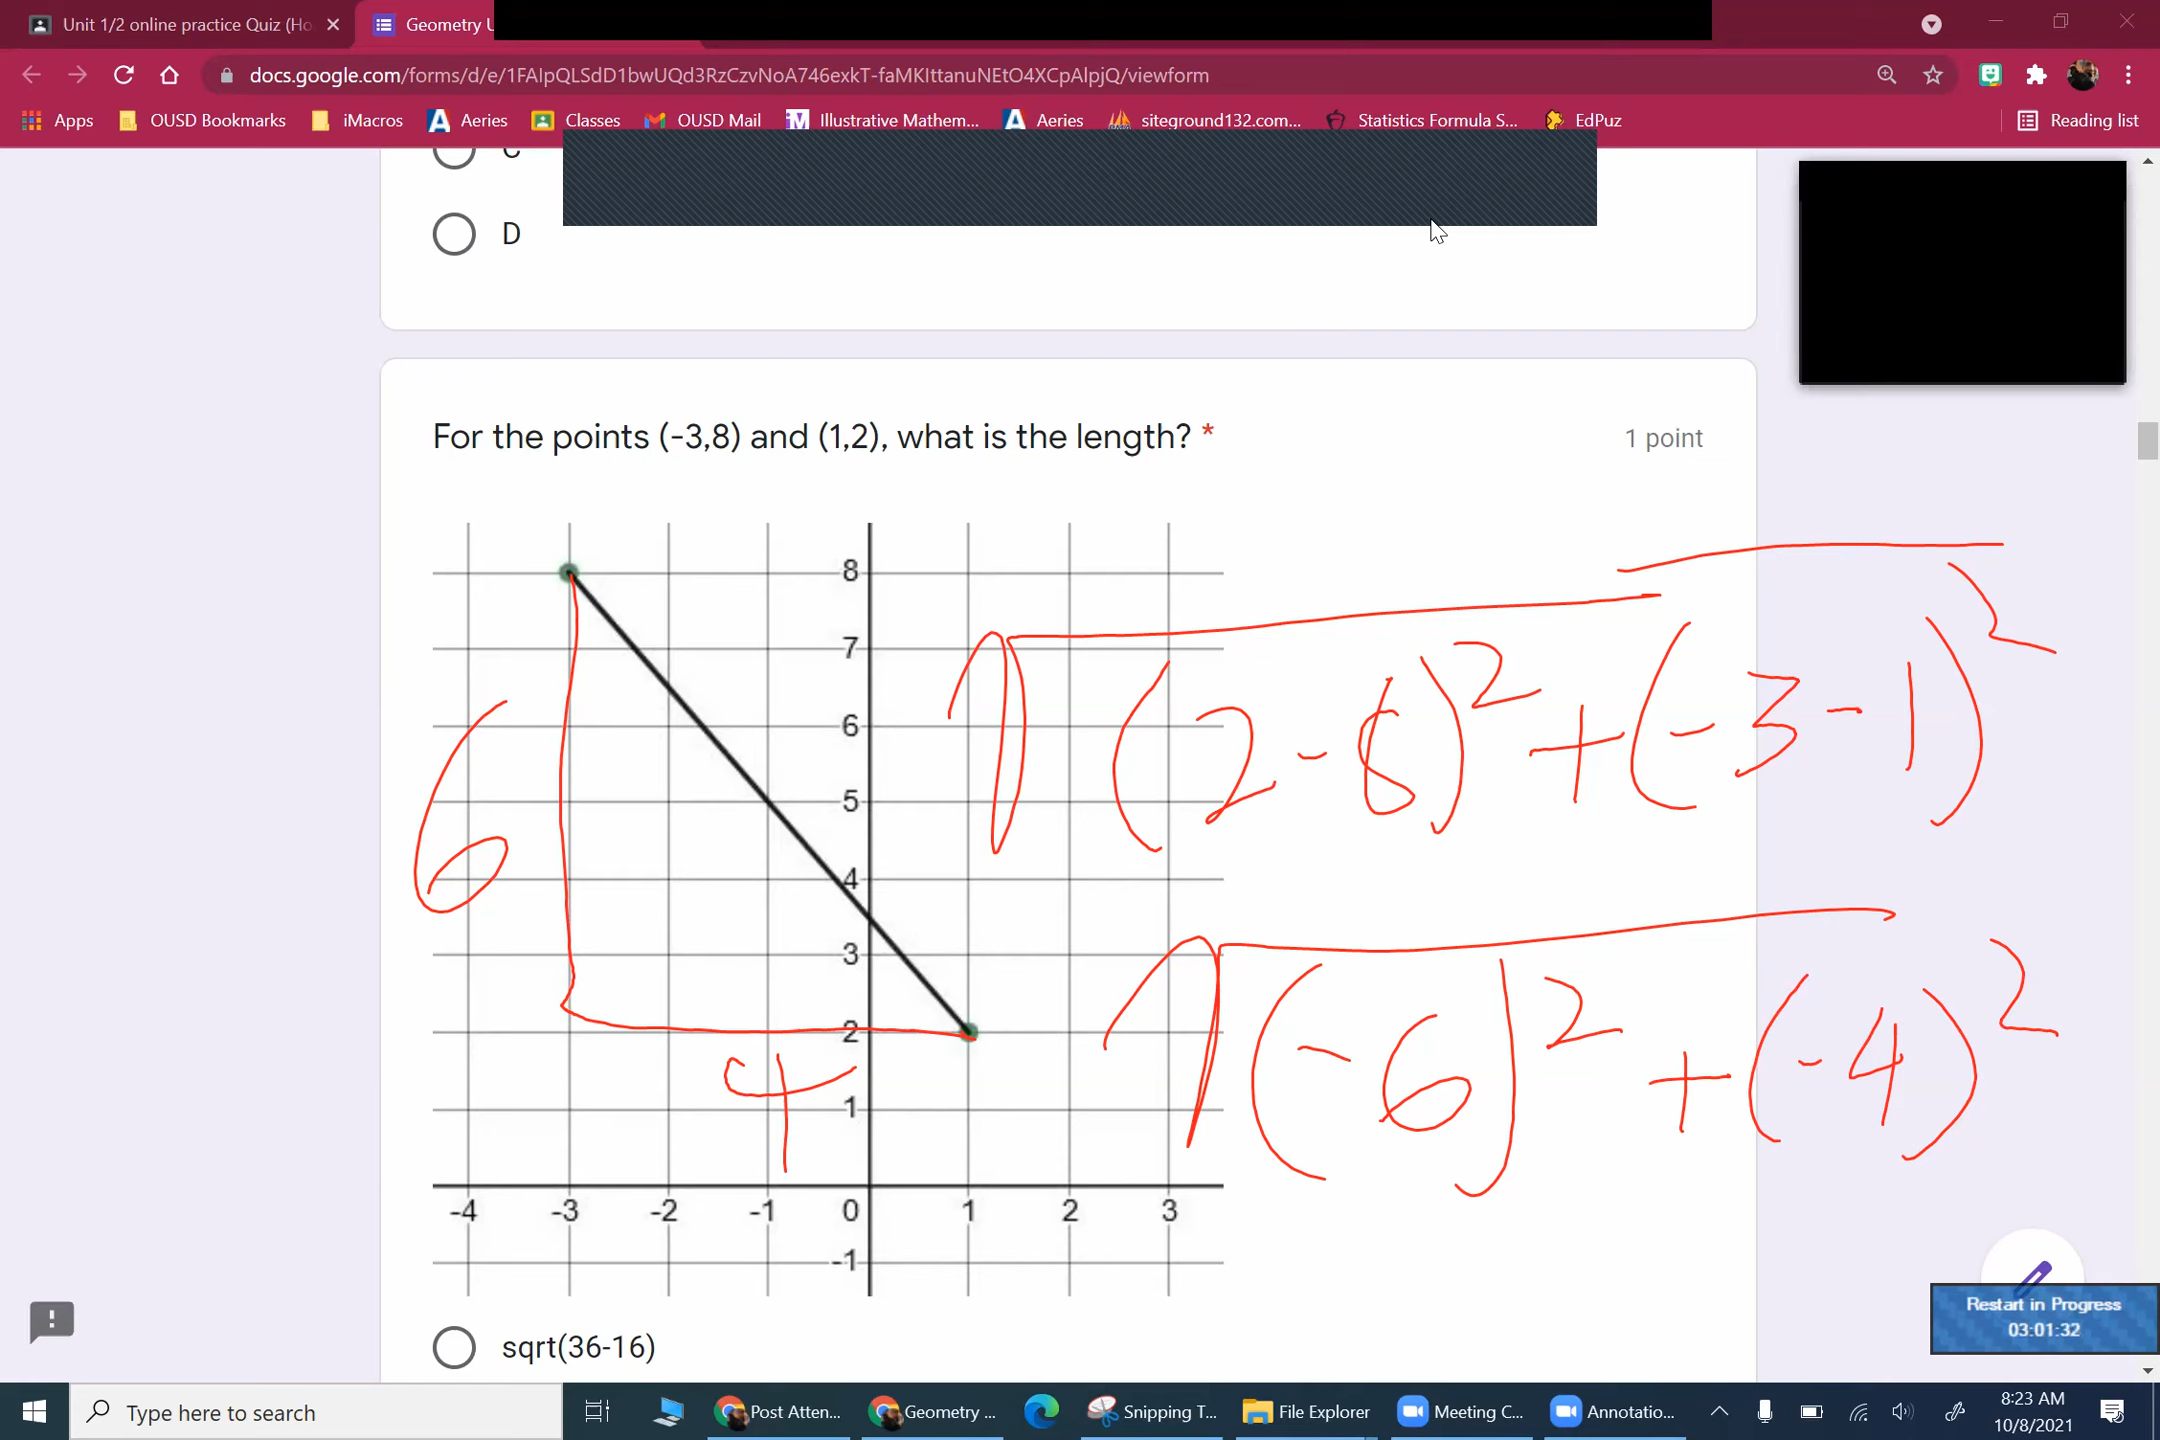 Unit 1/2 online practice Quiz (Ho
Geometry U
docs.google.com/forms/d/e/1FAIpQLSdD1bwUQd3RzCzvNoA746exkT-faMKIttanuNEtO4XCpAlpjQ/viewform
Apps OUSD Bookmarks iMacros Aeries Classes OUSD Mail Illustrative Mathem... Aeries siteground132.com... Statistics Formula S... EdPuz Reading list
C
D
For the points (-3,8) and (1,2), what is the length? *
1 point
8
7
6
5
4
3
2
1
-4 -3 -2 -1 0 1 2 3
-1
6
4
√(2-8)²+(-3-1)²
√(-6)²+(-4)²
sqrt(36-16)
Restart in Progress
03:01:32
Type here to search
Post Atten...
Geometry ...
Snipping T...
File Explorer
Meeting C...
Annotatio...
8:23 AM
10/8/2021